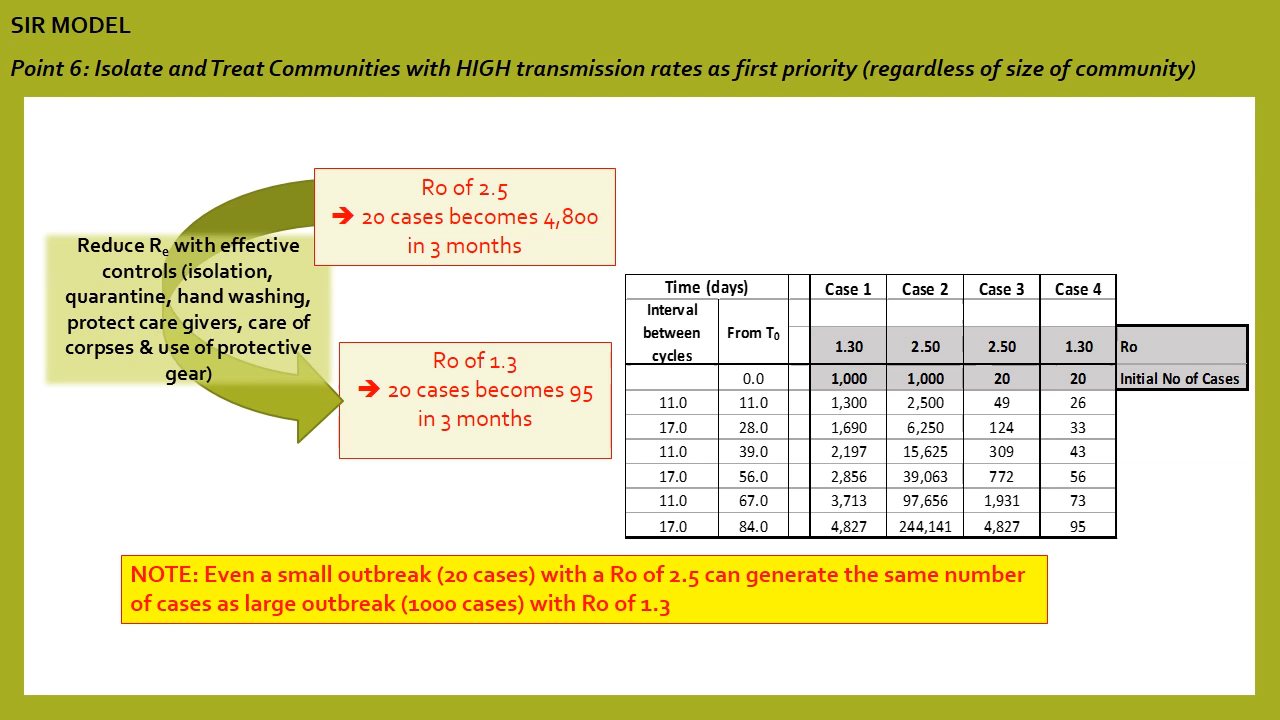 SIR MODEL
Point 6: Isolate and Treat Communities with HIGH transmission rates as first priority (regardless of size of community)
Ro of 2.5
➔ 20 cases becomes 4,800
in 3 months
Reduce Re with effective
controls (isolation,
quarantine, hand washing,
protect care givers, care of
corpses & use of protective
gear)
Ro of 1.3
➔ 20 cases becomes 95
in 3 months
Time (days) Case 1 Case 2 Case 3 Case 4
Interval
between
cycles
From T0
1.30 2.50 2.50 1.30 Ro
0.0 1,000 1,000 20 20 Initial No of Cases
11.0 11.0 1,300 2,500 49 26
17.0 28.0 1,690 6,250 124 33
11.0 39.0 2,197 15,625 309 43
17.0 56.0 2,856 39,063 772 56
11.0 67.0 3,713 97,656 1,931 73
17.0 84.0 4,827 244,141 4,827 95
NOTE: Even a small outbreak (20 cases) with a Ro of 2.5 can generate the same number
of cases as large outbreak (1000 cases) with Ro of 1.3